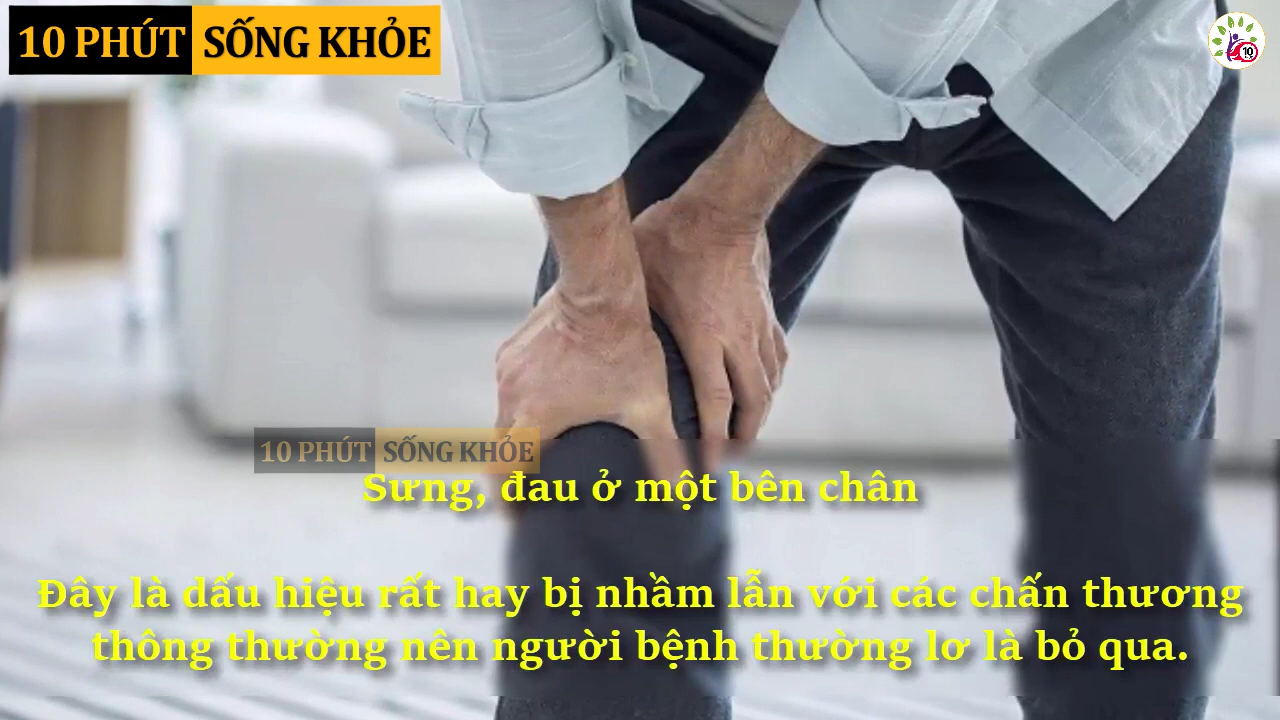 10 PHÚT SỐNG KHỎE
10
10 PHÚT SỐNG KHỎE
Sưng, đau ở một bên chân
Đây là dấu hiệu rất hay bị nhầm lẫn với các chấn thương
thông thường nên người bệnh thường lơ là bỏ qua.